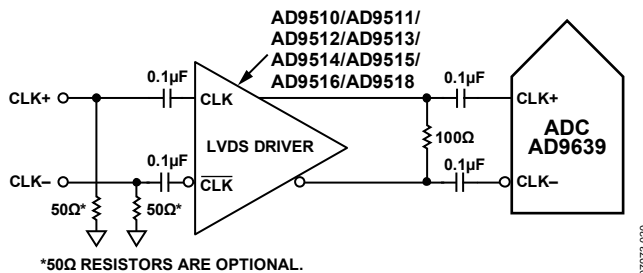 AD9510/AD9511/
AD9512/AD9513/
AD9514/AD9515/
AD9516/AD9518
0.1µF
0.1µF
CLK+
CLK
CLK+
LVDS DRIVER
100Ω
ADC
AD9639
0.1µF
0.1µF
CLK–
CLK
CLK–
50Ω*
50Ω*
*50Ω RESISTORS ARE OPTIONAL.